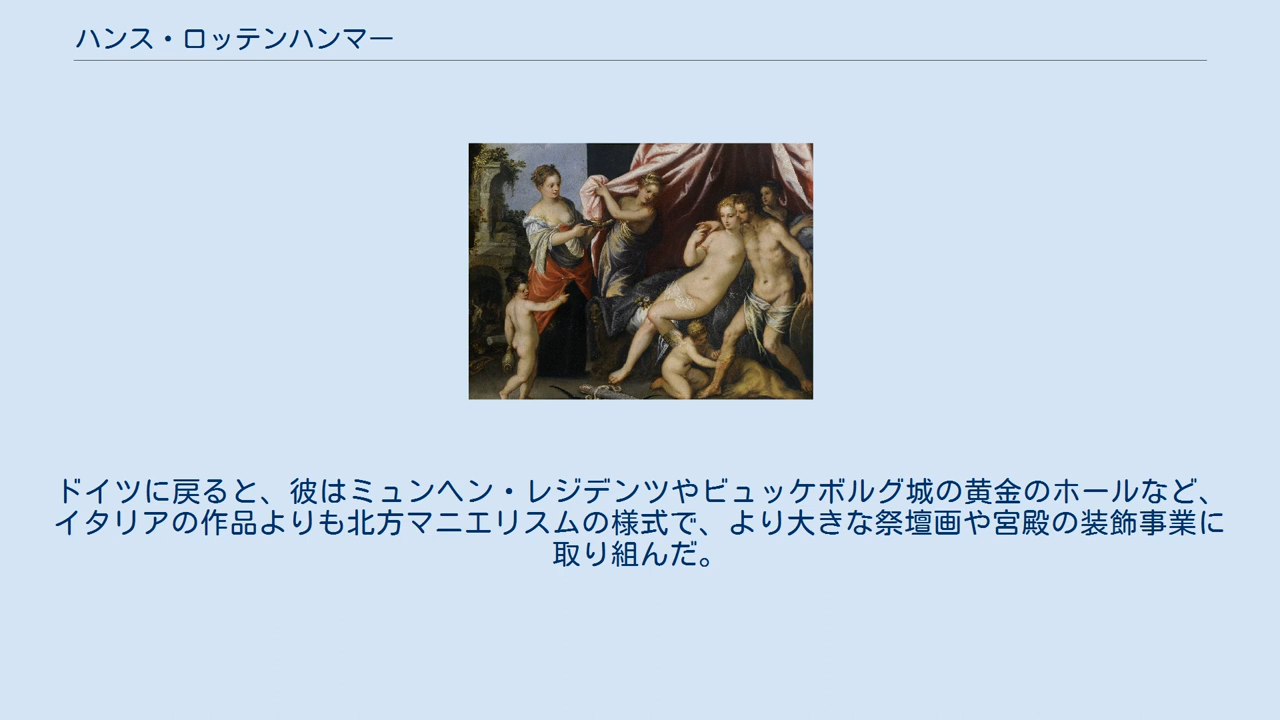 ハンス・ロッテンハンマー
ドイツに戻ると、彼はミュンヘン・レジデンツやビュッケボルグ城の黄金のホールなど、
イタリアの作品よりも北方マニエリスムの様式で、より大きな祭壇画や宮殿の装飾事業に
取り組んだ。